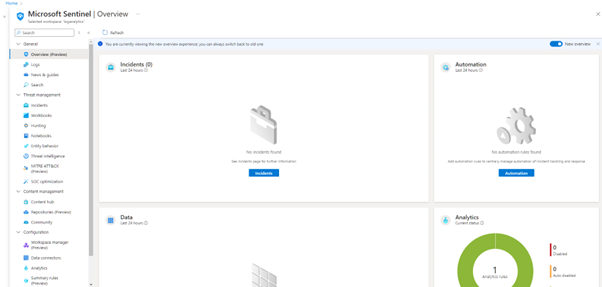 Home >
Microsoft Sentinel | Overview ...
Selected workspace: 'loganalytics'
Search
Refresh
General
Overview (Preview)
Logs
News & guides
Search
Threat management
Incidents
Workbooks
Hunting
Notebooks
Entity behavior
Threat intelligence
MITRE ATT&CK
(Preview)
SOC optimization
Content management
Content hub
Repositories (Preview)
Community
Configuration
Workspace manager
(Preview)
Data connectors
Analytics
Summary rules
(Preview)
You are currently viewing the new overview experience, you can always switch back to old one
New overview
Incidents (0)
Last 24 hours
No incidents found
See incidents page for further information
Incidents
Automation
Last 24 hours
No automation rules found
Add automation rules to centrally manage automation of incident handling and response
Automation
Data
Last 24 hours
Analytics
Current status
1
Analytics rules
0
Disabled
0
Auto disabled